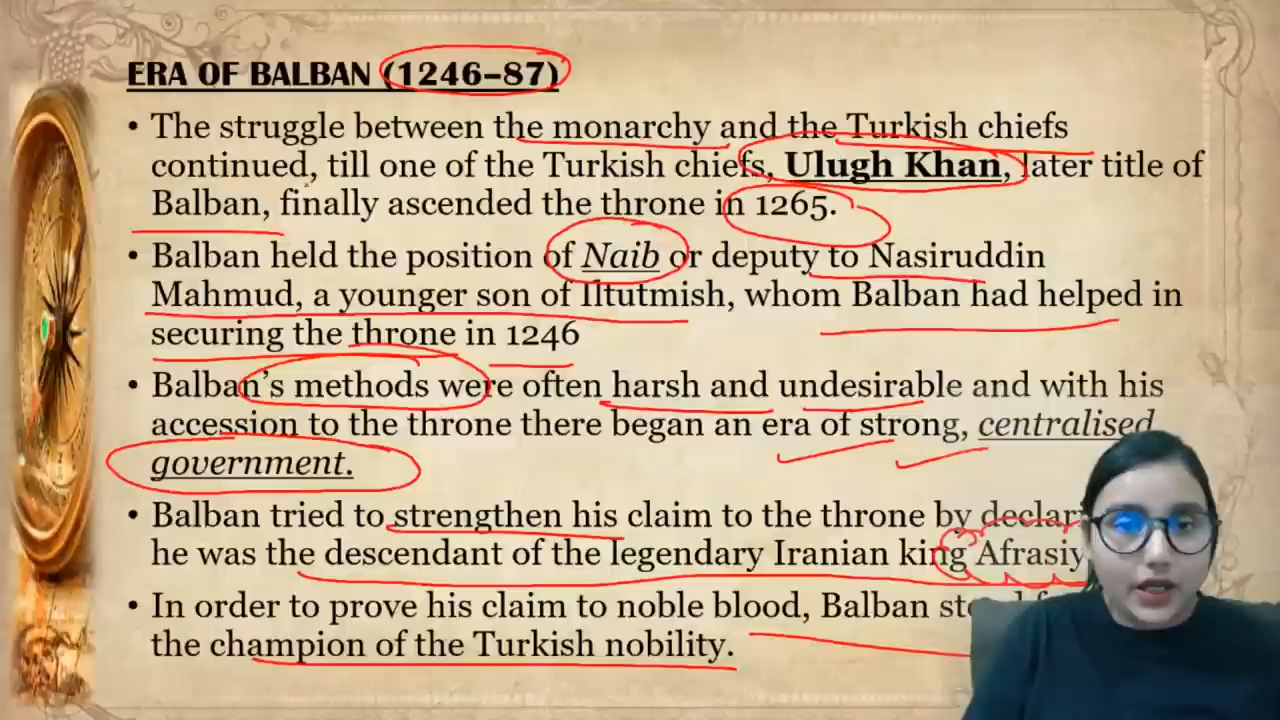 ERA OF BALBAN (1246–87)
• The struggle between the monarchy and the Turkish chiefs
continued, till one of the Turkish chiefs, Ulugh Khan, later title of
Balban, finally ascended the throne in 1265.
• Balban held the position of Naib or deputy to Nasiruddin
Mahmud, a younger son of Iltutmish, whom Balban had helped in
securing the throne in 1246
• Balban's methods were often harsh and undesirable and with his
accession to the throne there began an era of strong, centralised
government.
• Balban tried to strengthen his claim to the throne by
he was the descendant of the legendary Iranian king
• In order to prove his claim to noble blood, Balban
the champion of the Turkish nobility.